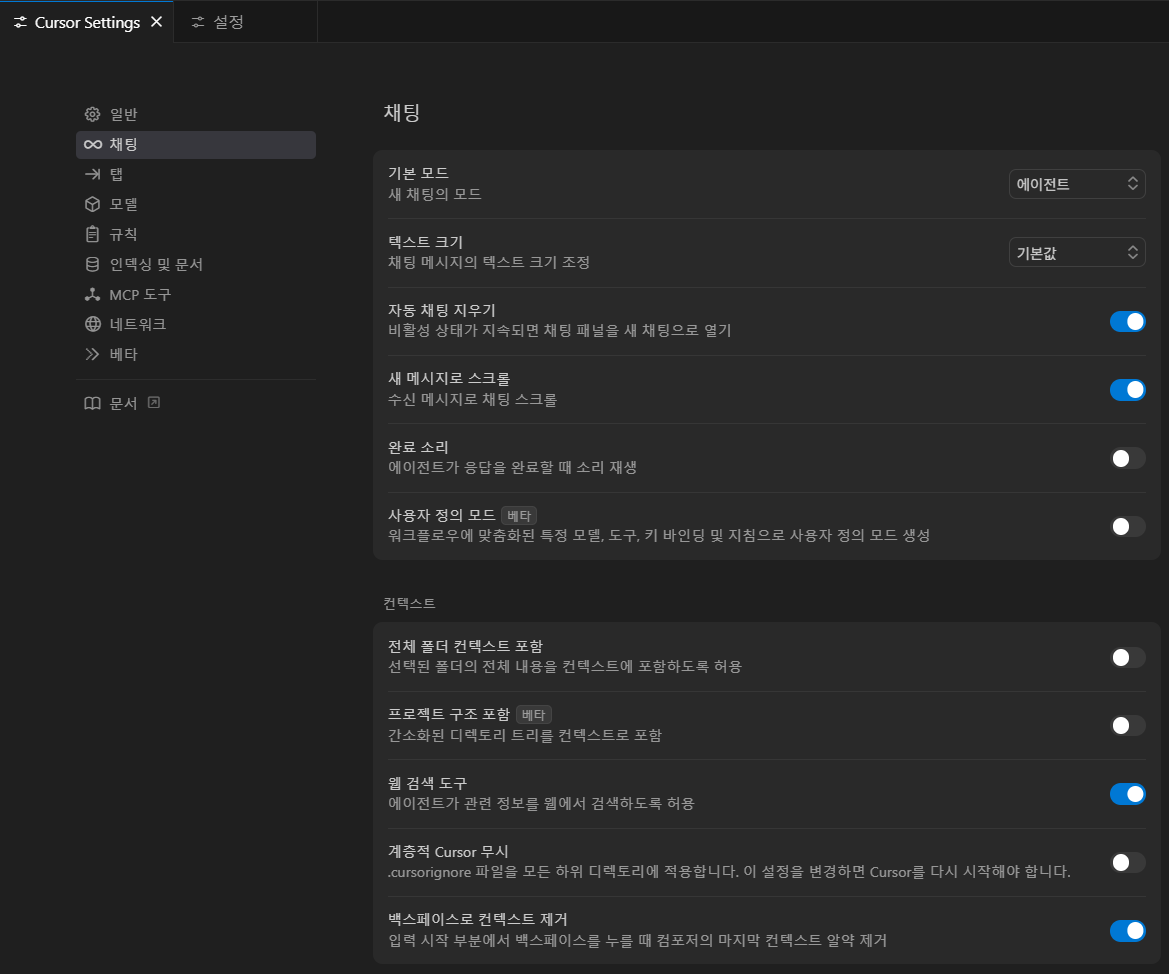 Cursor Settings
설정
일반
채팅
탭
모델
규칙
인덱싱 및 문서
MCP 도구
네트워크
베타
문서
채팅
기본 모드
새 채팅의 모드
에이전트
텍스트 크기
채팅 메시지의 텍스트 크기 조정
기본값
자동 채팅 지우기
비활성 상태가 지속되면 채팅 패널을 새 채팅으로 열기
새 메시지로 스크롤
수신 메시지로 채팅 스크롤
완료 소리
에이전트가 응답을 완료할 때 소리 재생
사용자 정의 모드 베타
워크플로우에 맞춤화된 특정 모델, 도구, 키 바인딩 및 지침으로 사용자 정의 모드 생성
컨텍스트
전체 폴더 컨텍스트 포함
선택된 폴더의 전체 내용을 컨텍스트에 포함하도록 허용
프로젝트 구조 포함 베타
간소화된 디렉토리 트리를 컨텍스트로 포함
웹 검색 도구
에이전트가 관련 정보를 웹에서 검색하도록 허용
계층적 Cursor 무시
.cursorignore 파일을 모든 하위 디렉토리에 적용합니다. 이 설정을 변경하면 Cursor를 다시 시작해야 합니다.
백스페이스로 컨텍스트 제거
입력 시작 부분에서 백스페이스를 누를 때 컴포저의 마지막 컨텍스트 알약 제거